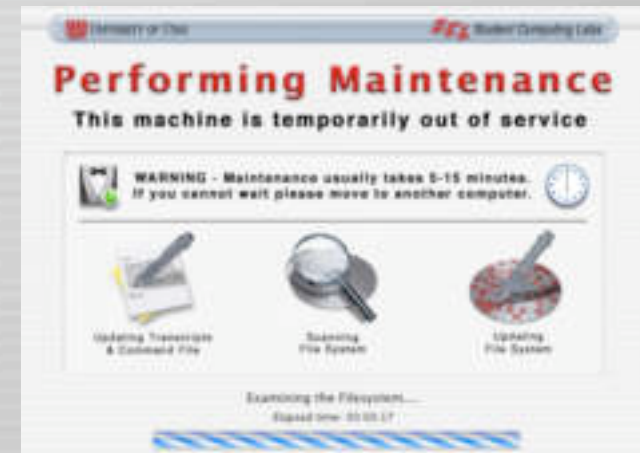 UNIVERSITY OF UTAH
Student Computing Labs
Performing Maintenance
This machine is temporarily out of service
WARNING - Maintenance usually takes 5-15 minutes.
If you cannot wait please move to another computer.
Updating Transcripts
& Command File
Scanning
File System
Updating
File System
Examining the Filesystem...
Elapsed time: